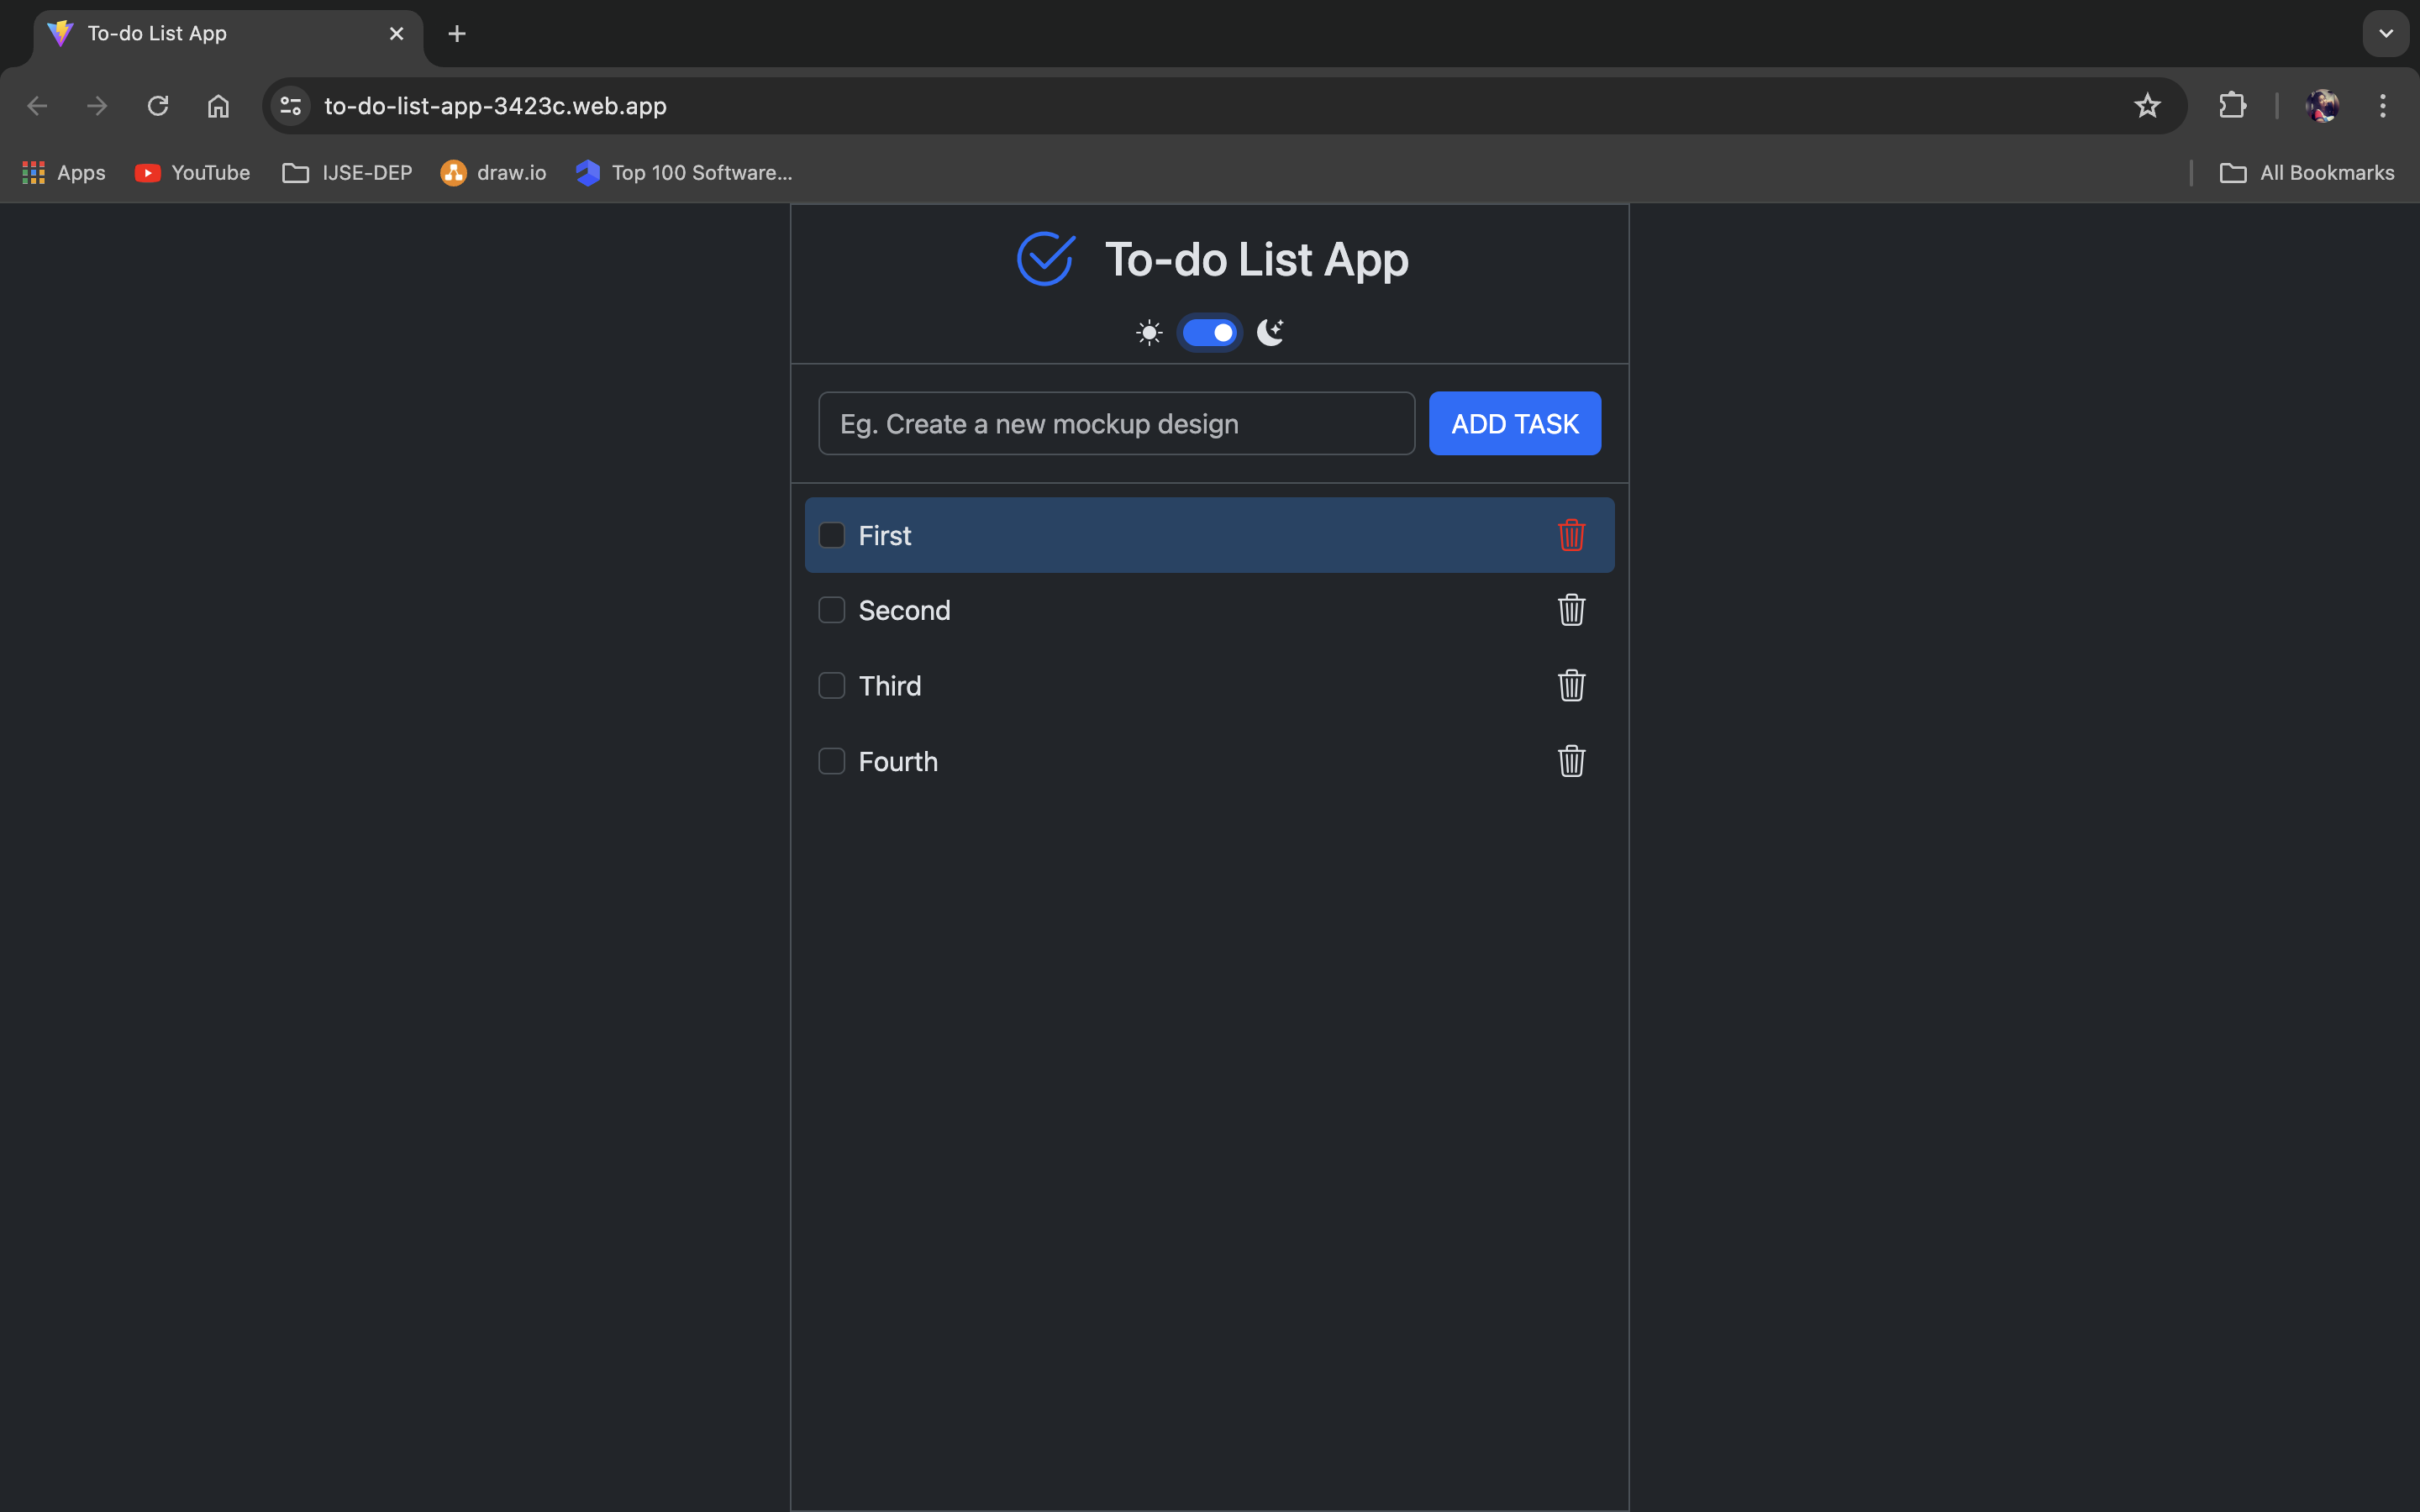 To-do List App
to-do-list-app-3423c.web.app
Apps YouTube IJSE-DEP draw.io Top 100 Software... All Bookmarks
To-do List App
Eg. Create a new mockup design ADD TASK
First
Second
Third
Fourth